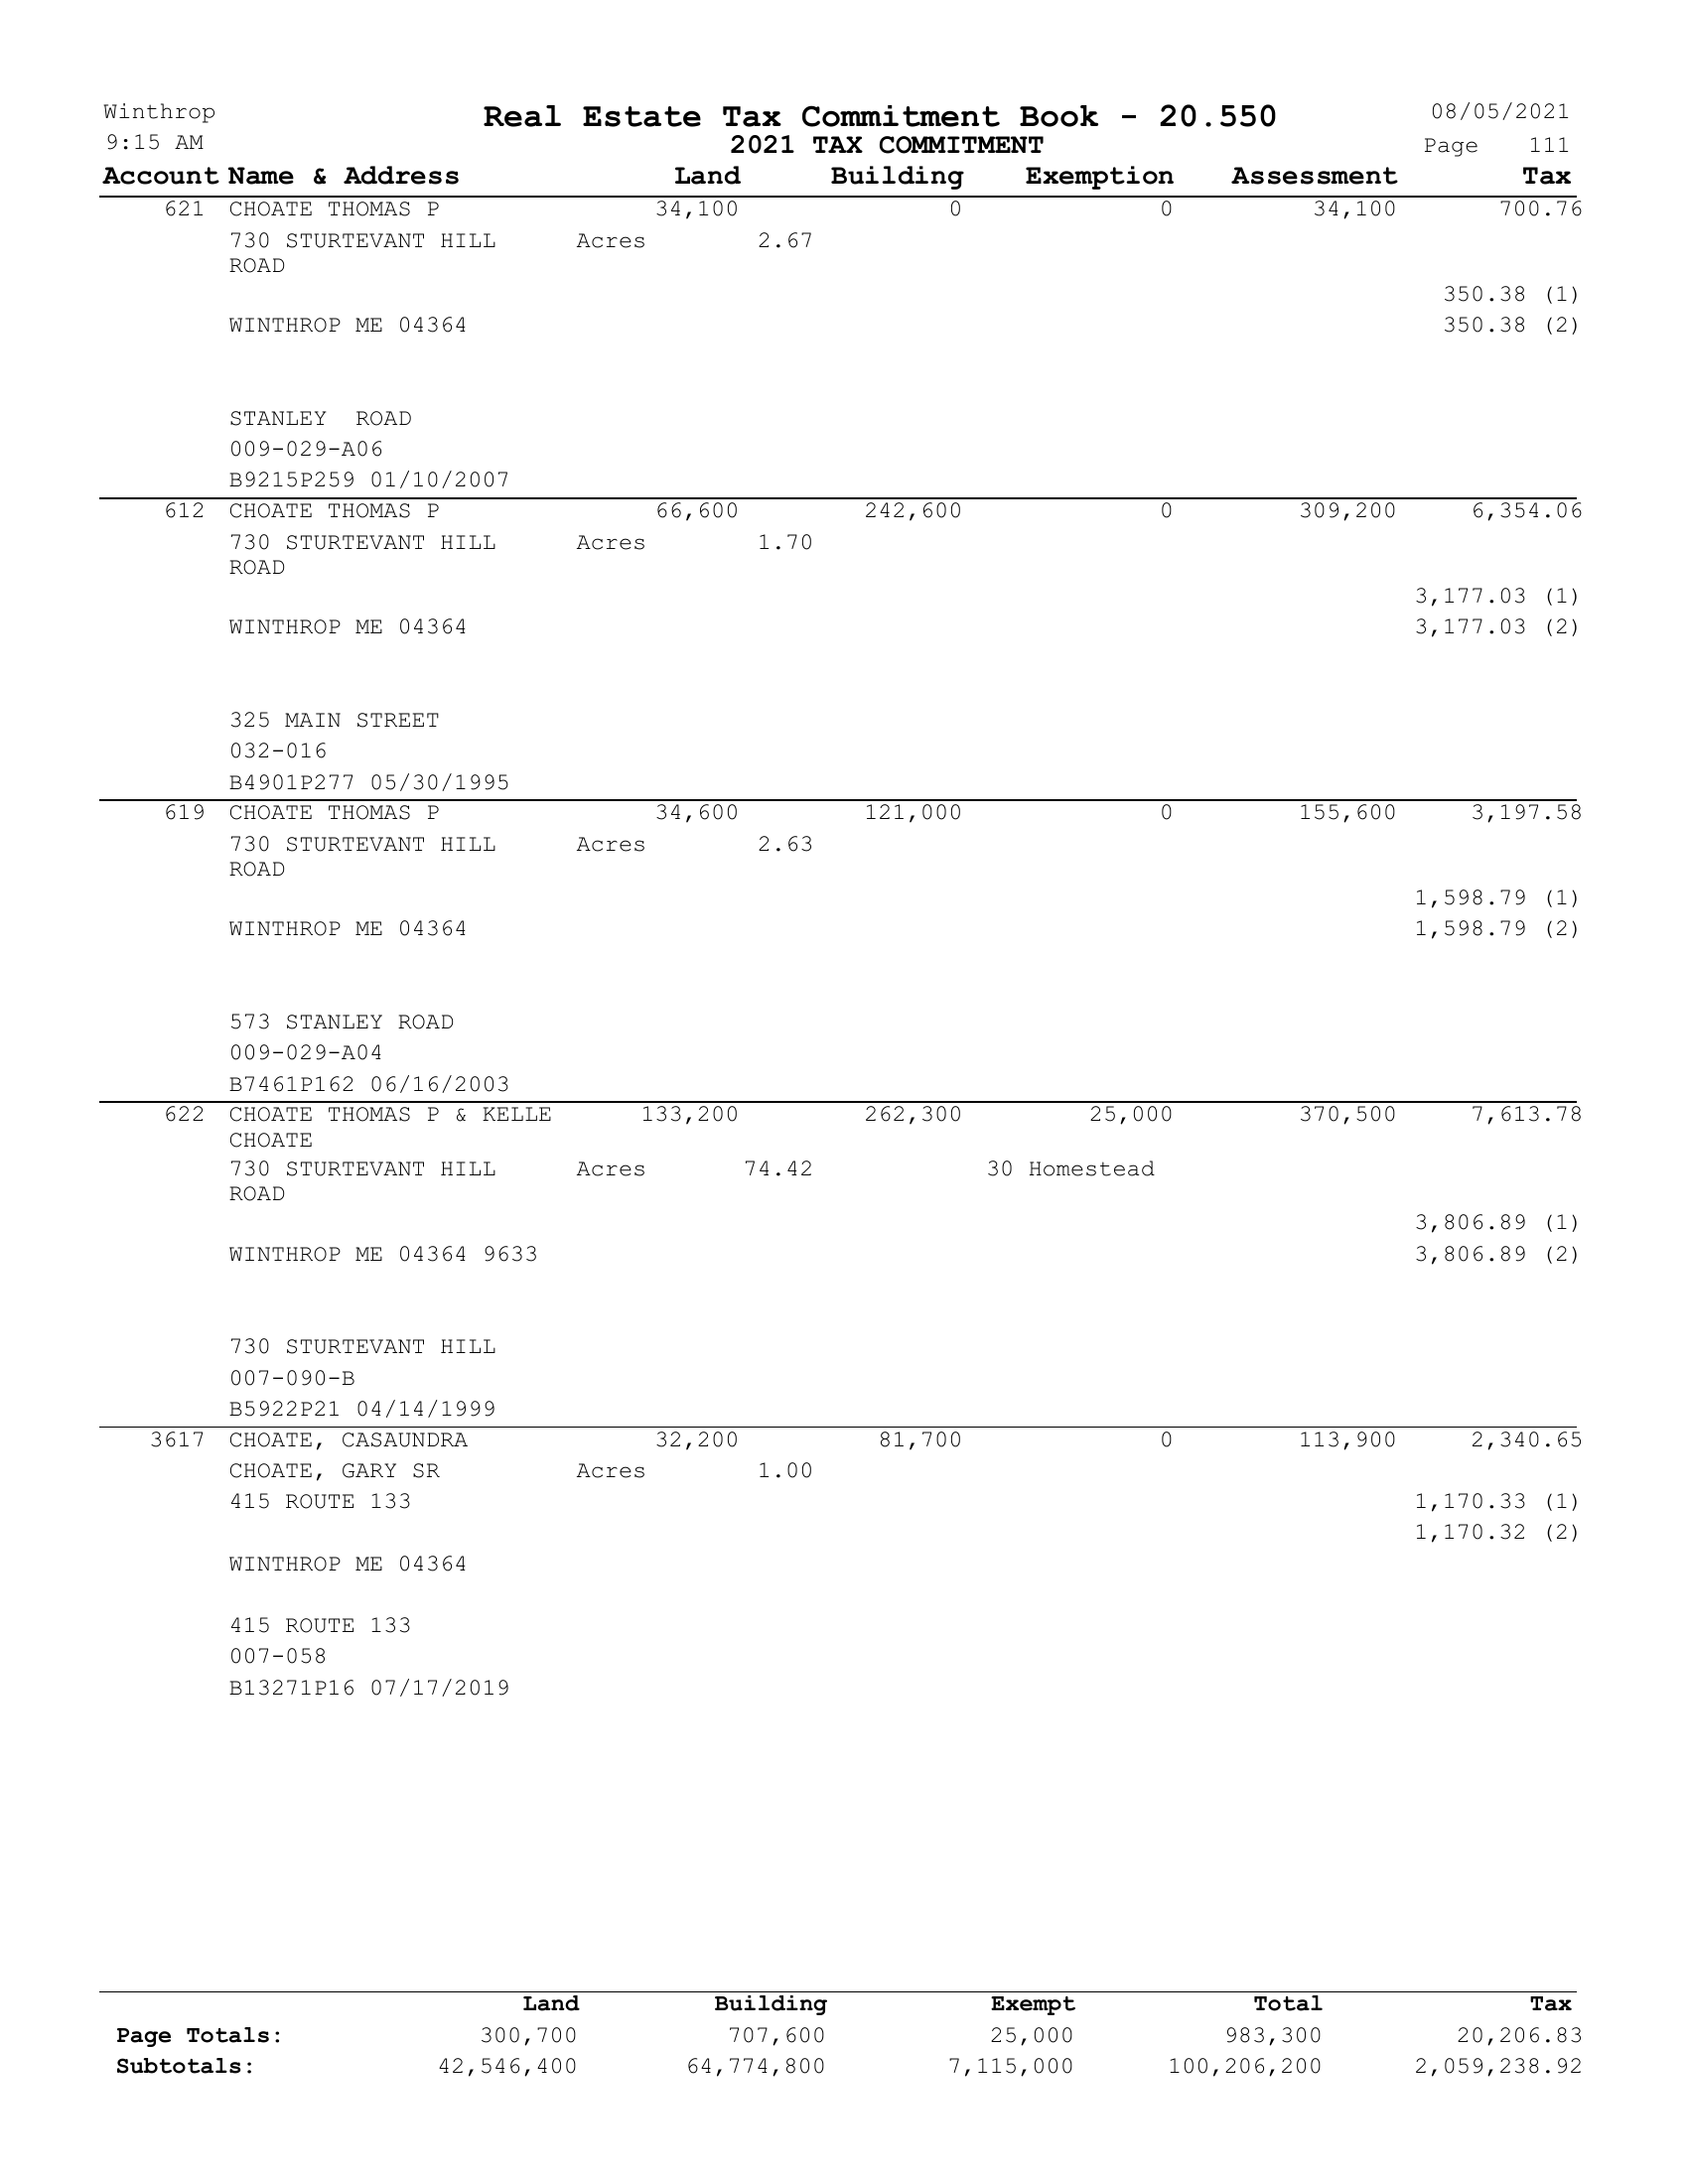 Winthrop Real Estate Tax Commitment Book - 20.550 08/05/2021
9:15 AM 2021 TAX COMMITMENT Page 111
Account Name & Address Land Building Exemption Assessment Tax
621 CHOATE THOMAS P 34,100 0 0 34,100 700.76
730 STURTEVANT HILL Acres 2.67
ROAD
350.38 (1)
WINTHROP ME 04364 350.38 (2)
STANLEY  ROAD
009-029-A06
B9215P259 01/10/2007
612 CHOATE THOMAS P 66,600 242,600 0 309,200 6,354.06
730 STURTEVANT HILL Acres 1.70
ROAD
3,177.03 (1)
WINTHROP ME 04364 3,177.03 (2)
325 MAIN STREET
032-016
B4901P277 05/30/1995
619 CHOATE THOMAS P 34,600 121,000 0 155,600 3,197.58
730 STURTEVANT HILL Acres 2.63
ROAD
1,598.79 (1)
WINTHROP ME 04364 1,598.79 (2)
573 STANLEY ROAD
009-029-A04
B7461P162 06/16/2003
622 CHOATE THOMAS P & KELLE 133,200 262,300 25,000 370,500 7,613.78
CHOATE
730 STURTEVANT HILL Acres 74.42 30 Homestead
ROAD
3,806.89 (1)
WINTHROP ME 04364 9633 3,806.89 (2)
730 STURTEVANT HILL
007-090-B
B5922P21 04/14/1999
3617 CHOATE, CASAUNDRA 32,200 81,700 0 113,900 2,340.65
CHOATE, GARY SR Acres 1.00
415 ROUTE 133 1,170.33 (1)
1,170.32 (2)
WINTHROP ME 04364
415 ROUTE 133
007-058
B13271P16 07/17/2019
Land Building Exempt Total Tax
Page Totals: 300,700 707,600 25,000 983,300 20,206.83
Subtotals: 42,546,400 64,774,800 7,115,000 100,206,200 2,059,238.92